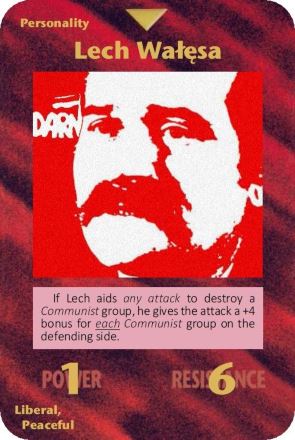 Personality
Lech Wałęsa
DARN
If Lech aids any attack to destroy a
Communist group, he gives the attack a +4
bonus for each Communist group on the
defending side.
POWER 1 RESISTANCE 6
Liberal,
Peaceful